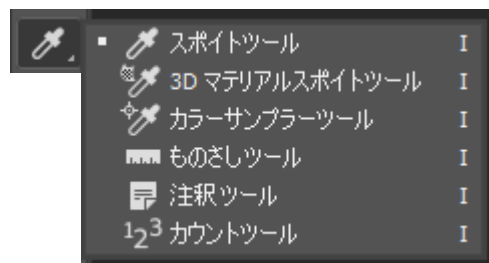 スポイトツール I
3D マテリアルスポイトツール I
カラーサンプラーツール I
ものさしツール I
注釈ツール I
123 カウントツール I